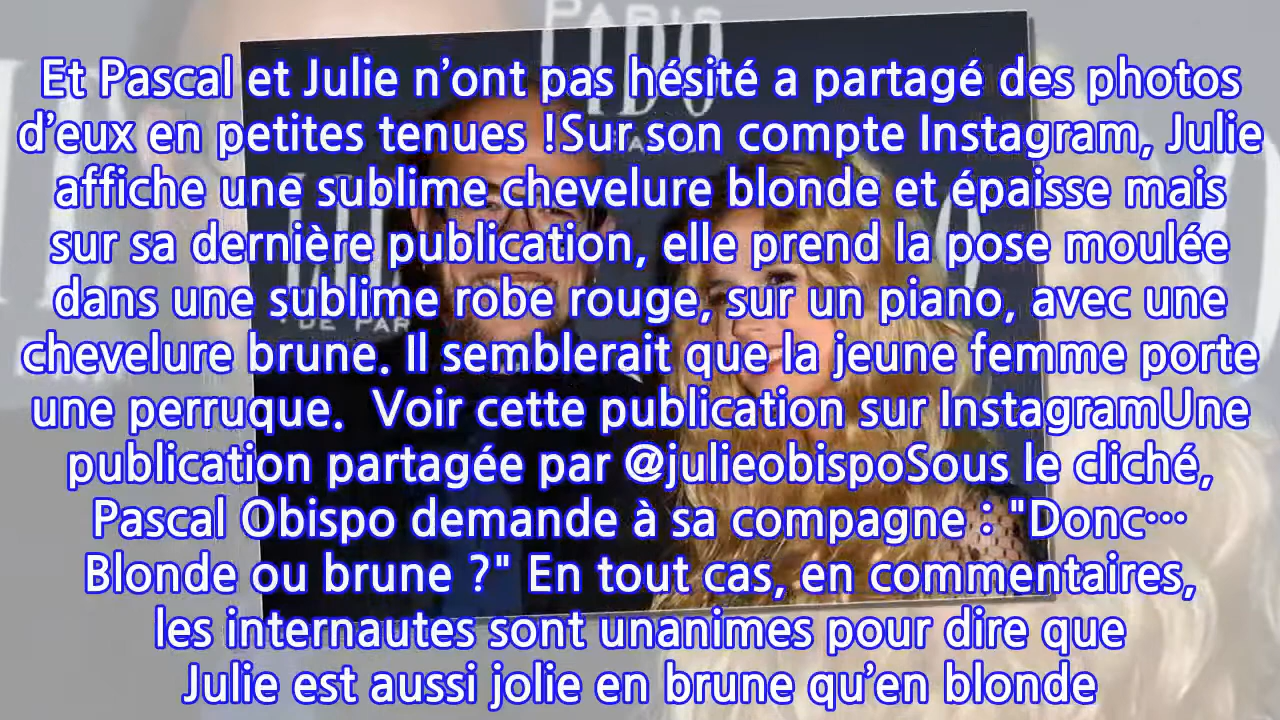 PARIS
LIDO
Et Pascal et Julie n’ont pas hésité a partagé des photos
d’eux en petites tenues !Sur son compte Instagram, Julie
affiche une sublime chevelure blonde et épaisse mais
sur sa dernière publication, elle prend la pose moulée
dans une sublime robe rouge, sur un piano, avec une
DE PAR
chevelure brune. Il semblerait que la jeune femme porte
une perruque.  Voir cette publication sur InstagramUne
publication partagée par @julieobispoSous le cliché,
Pascal Obispo demande à sa compagne : "Donc…
Blonde ou brune ?" En tout cas, en commentaires,
les internautes sont unanimes pour dire que
Julie est aussi jolie en brune qu’en blonde